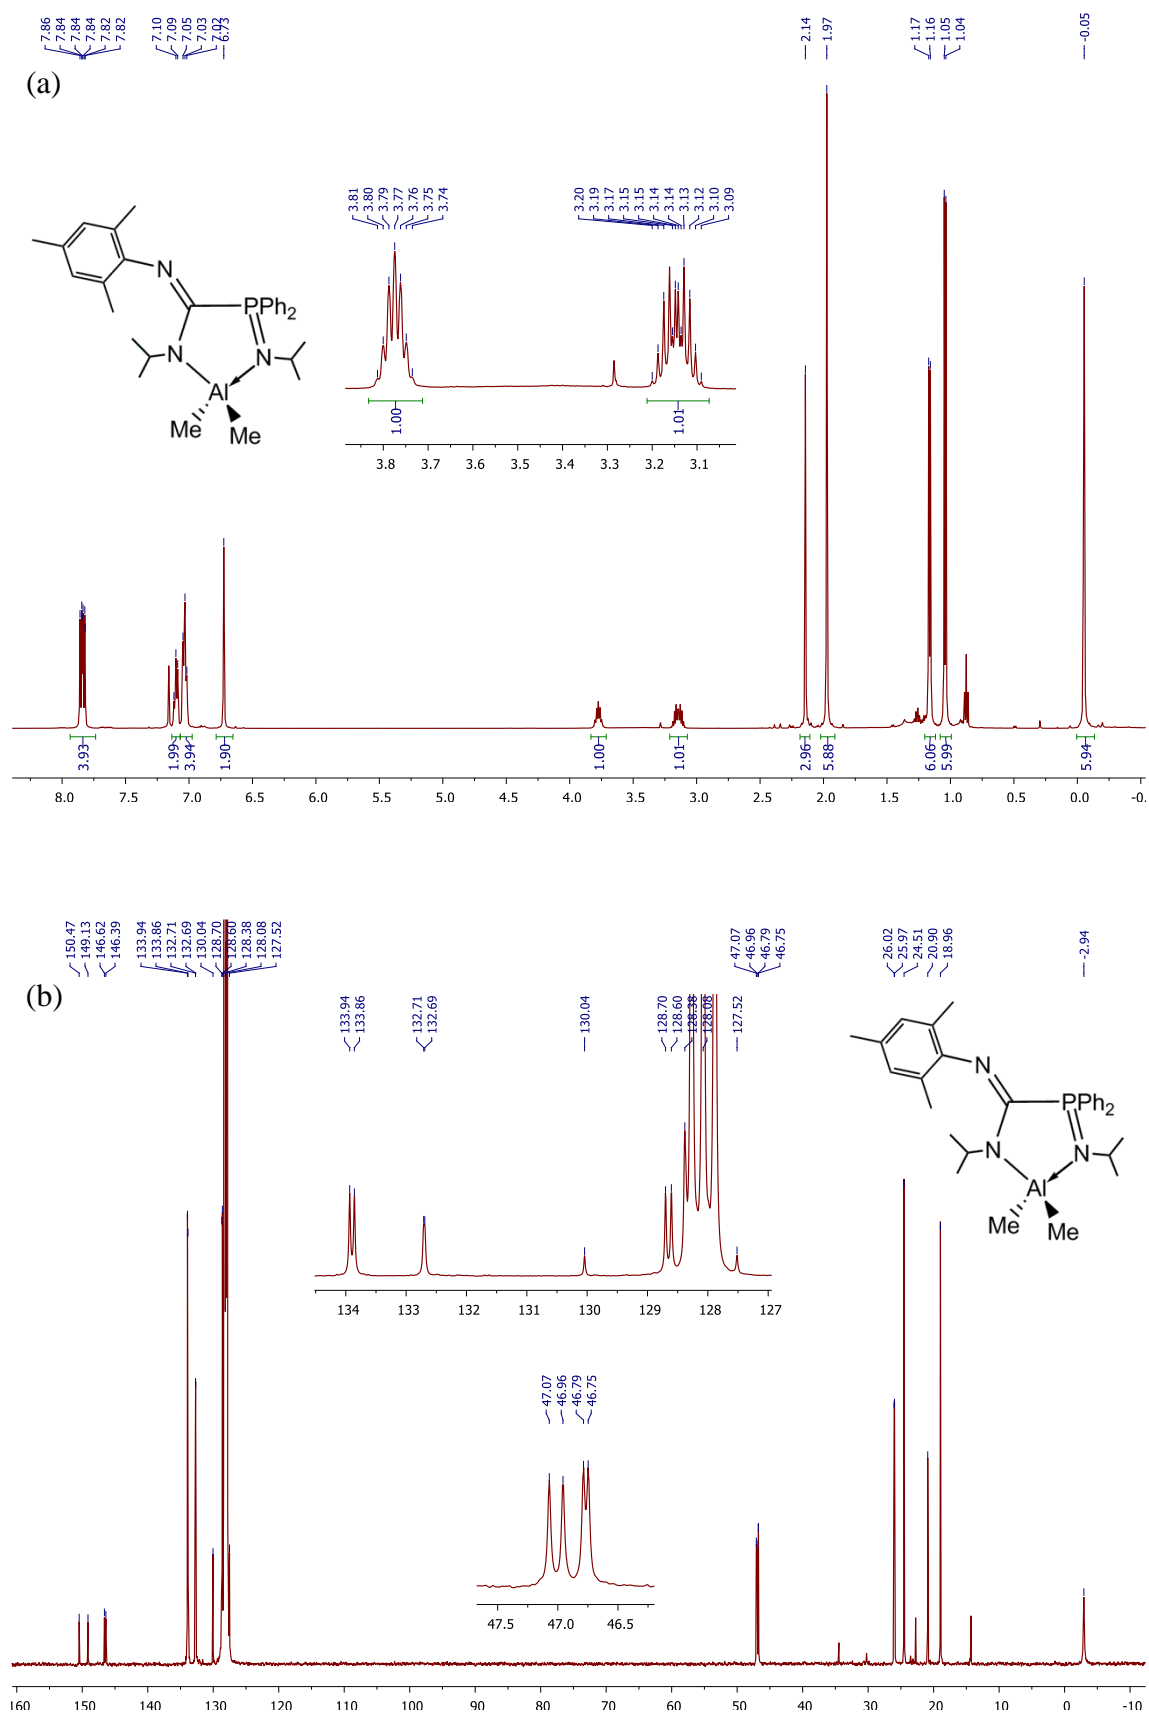 7.86 7.84 7.84 7.84 7.82 7.82 7.10 7.09 7.05 7.03 7.02 6.73 2.14 1.97 1.17 1.16 1.05 1.04 -0.05
(a)
3.81 3.80 3.79 3.77 3.76 3.75 3.74 3.20 3.19 3.17 3.15 3.15 3.14 3.14 3.13 3.12 3.10 3.09
N
PPh2
N N
Al
Me Me
1.00 1.01
3.8 3.7 3.6 3.5 3.4 3.3 3.2 3.1
3.93 1.99 3.94 1.90 1.00 1.01 2.96 5.88 6.06 5.99 5.94
8.0 7.5 7.0 6.5 6.0 5.5 5.0 4.5 4.0 3.5 3.0 2.5 2.0 1.5 1.0 0.5 0.0 -0.
150.47 149.13 146.62 146.39 133.94 133.86 132.71 132.69 130.04 128.70 128.60 128.38 128.08 127.52 47.07 46.96 46.79 46.75 26.02 25.97 24.51 20.90 18.96 -2.94
(b)
133.94 133.86 132.71 132.69 130.04 128.70 128.60 128.38 128.08 127.52
N
PPh2
N N
Al
Me Me
134 133 132 131 130 129 128 127
47.07 46.96 46.79 46.75
47.5 47.0 46.5
160 150 140 130 120 110 100 90 80 70 60 50 40 30 20 10 0 -10